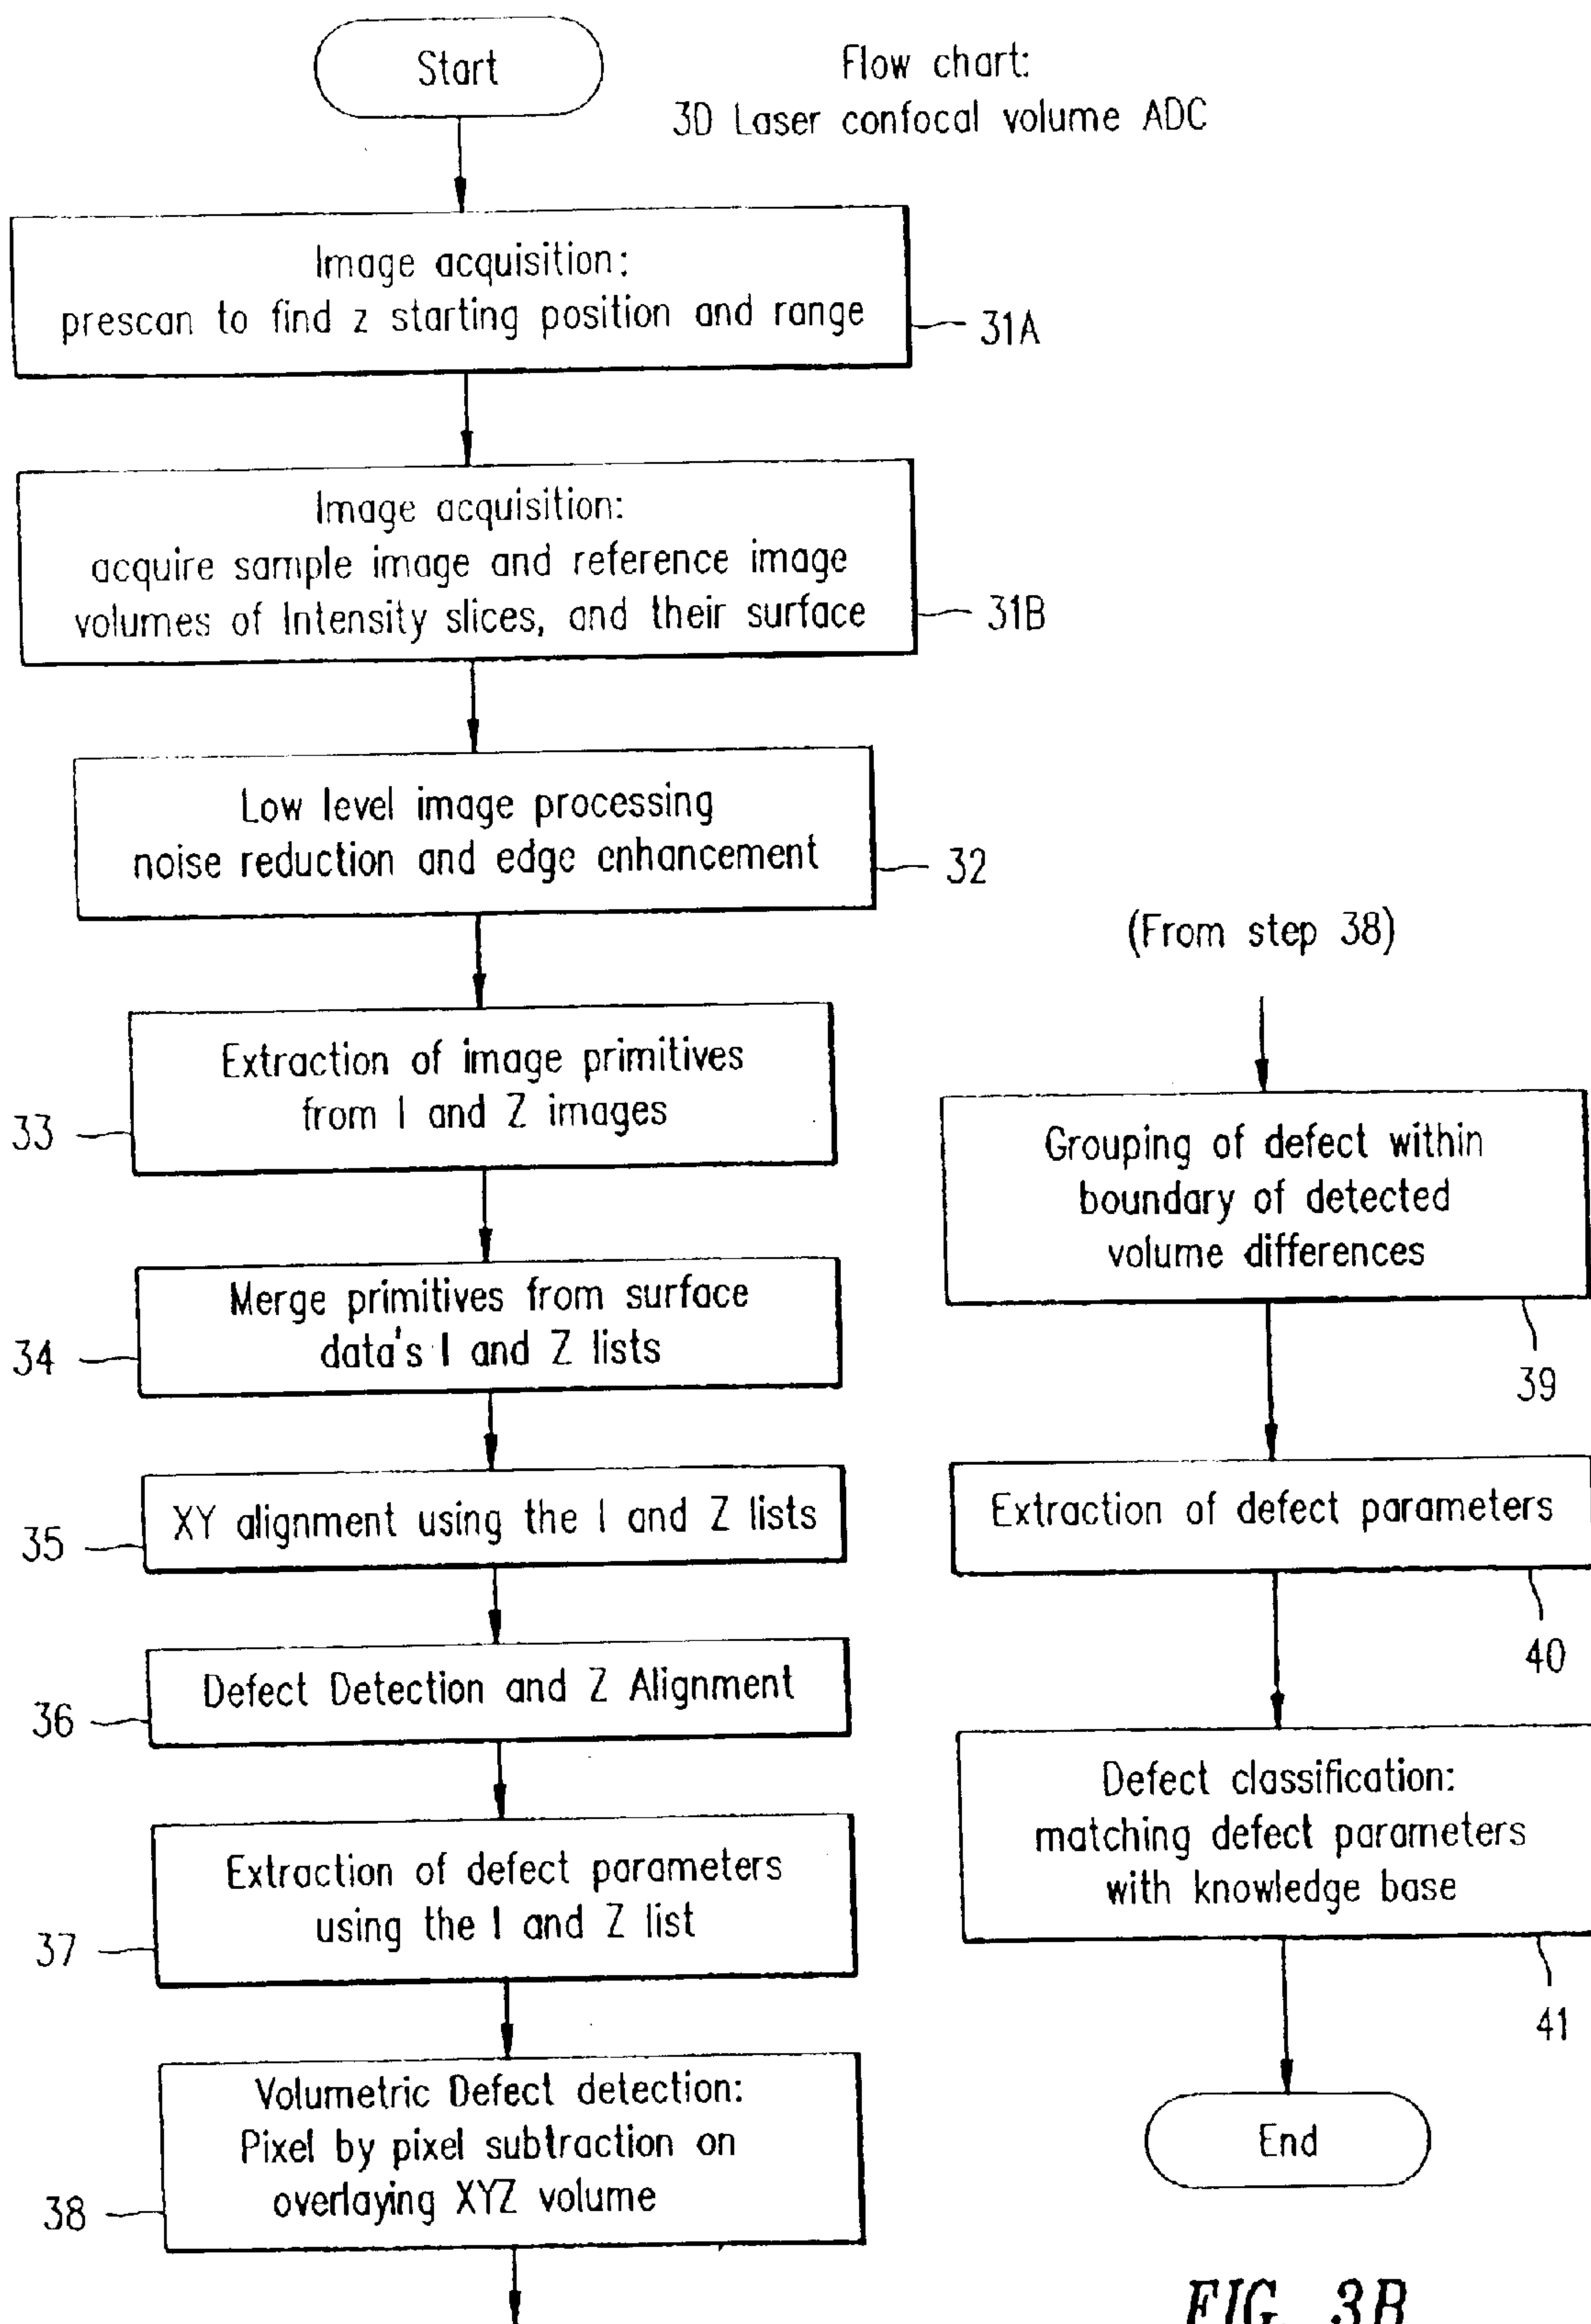 Start
Flow chart:
3D Laser confocal volume ADC
Image acquisition:
prescan to find z starting position and range
31A
Image acquisition:
acquire sample image and reference image
volumes of Intensity slices, and their surface
31B
Low level image processing
noise reduction and edge enhancement
32
Extraction of image primitives
from I and Z images
33
Merge primitives from surface
data's I and Z lists
34
XY alignment using the I and Z lists
35
Defect Detection and Z Alignment
36
Extraction of defect parameters
using the I and Z list
37
Volumetric Defect detection:
Pixel by pixel subtraction on
overlaying XYZ volume
38
(From step 38)
Grouping of defect within
boundary of detected
volume differences
39
Extraction of defect parameters
40
Defect classification:
matching defect parameters
with knowledge base
41
End
FIG. 3B